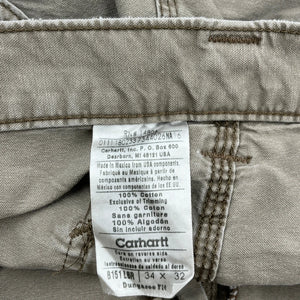 Carhartt, Inc. P.O. Box 600
Dearborn, MI 48121 USA
Made in Mexico from USA components
Fabriqué au Mexique à partir de
composants américains. Hecho en
México con componentes de los EE UU.
100% Cotton
Exclusive of Trimming
100% Coton
Sans garniture
100% Algodón
Sin incluir adorno
Carhartt
34 x 32
Dungaree Fit